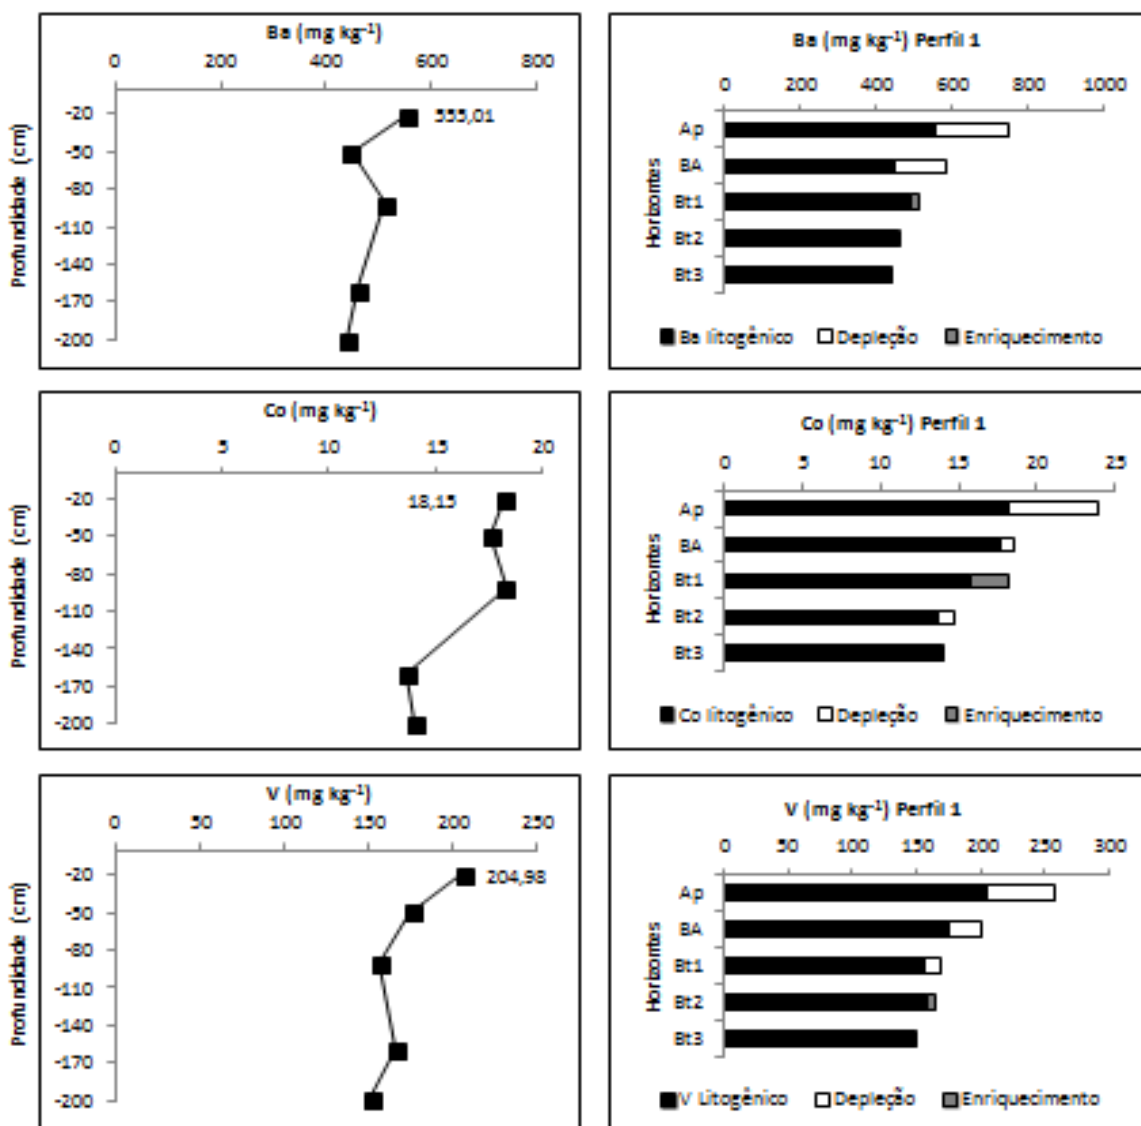 Ba (mg kg⁻¹)
0 200 400 600 800
Profundidade (cm)
-20
-50
-80
-110
-140
-170
-200
555,01
Ba (mg kg⁻¹) Perfil 1
0 200 400 600 800 1000
Horizontes
Ap
BA
Bt1
Bt2
Bt3
Ba litogênico Depleção Enriquecimento
Co (mg kg⁻¹)
0 5 10 15 20
Profundidade (cm)
-20
-50
-80
-110
-140
-170
-200
18,15
Co (mg kg⁻¹) Perfil 1
0 5 10 15 20 25
Horizontes
Ap
BA
Bt1
Bt2
Bt3
Co litogênico Depleção Enriquecimento
V (mg kg⁻¹)
0 50 100 150 200 250
Profundidade (cm)
-20
-50
-80
-110
-140
-170
-200
204,98
V (mg kg⁻¹) Perfil 1
0 50 100 150 200 250 300
Horizontes
Ap
BA
Bt1
Bt2
Bt3
V Litogênico Depleção Enriquecimento